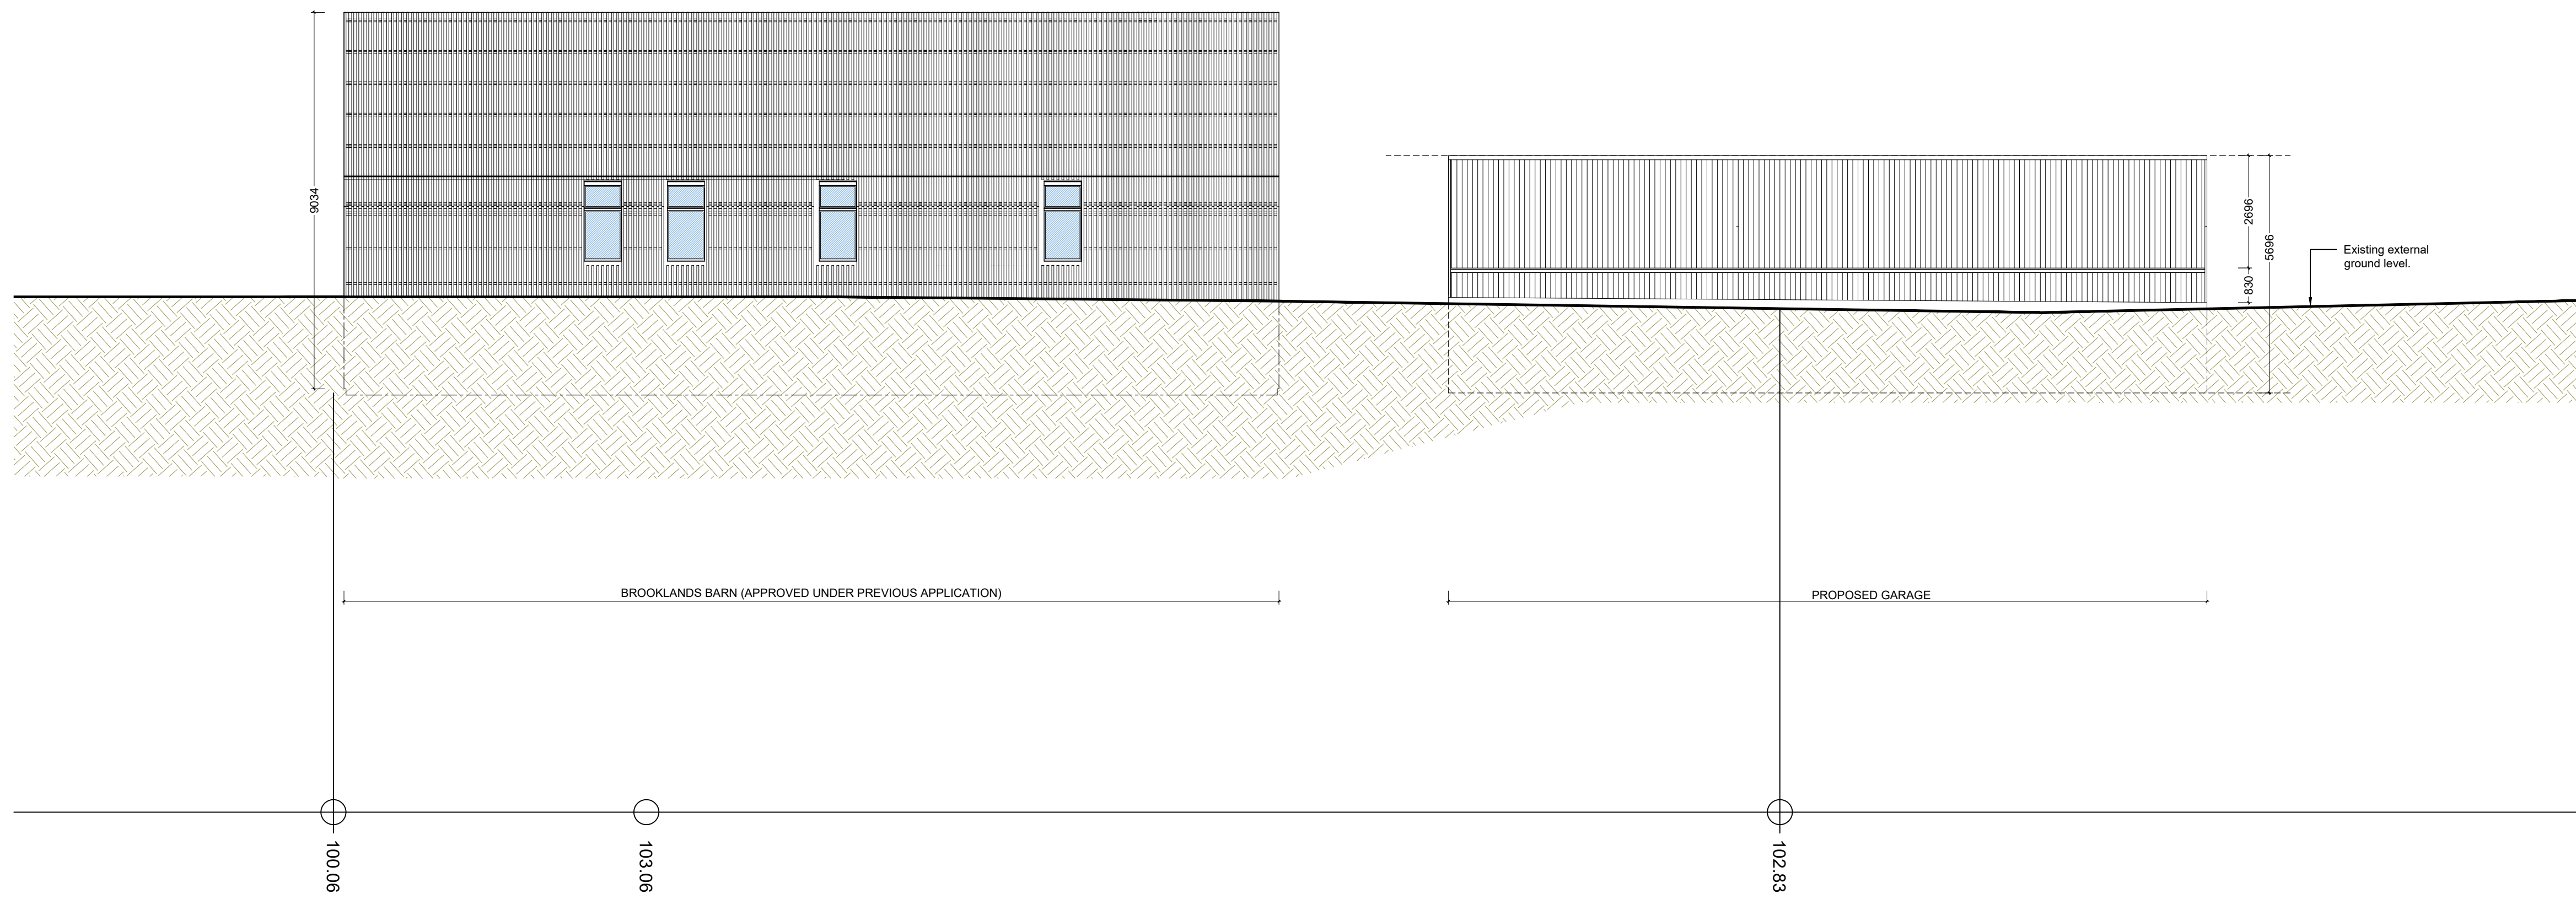 9034
2696
5696
830
Existing external
ground level.
BROOKLANDS BARN (APPROVED UNDER PREVIOUS APPLICATION)
PROPOSED GARAGE
100.06
103.06
102.83